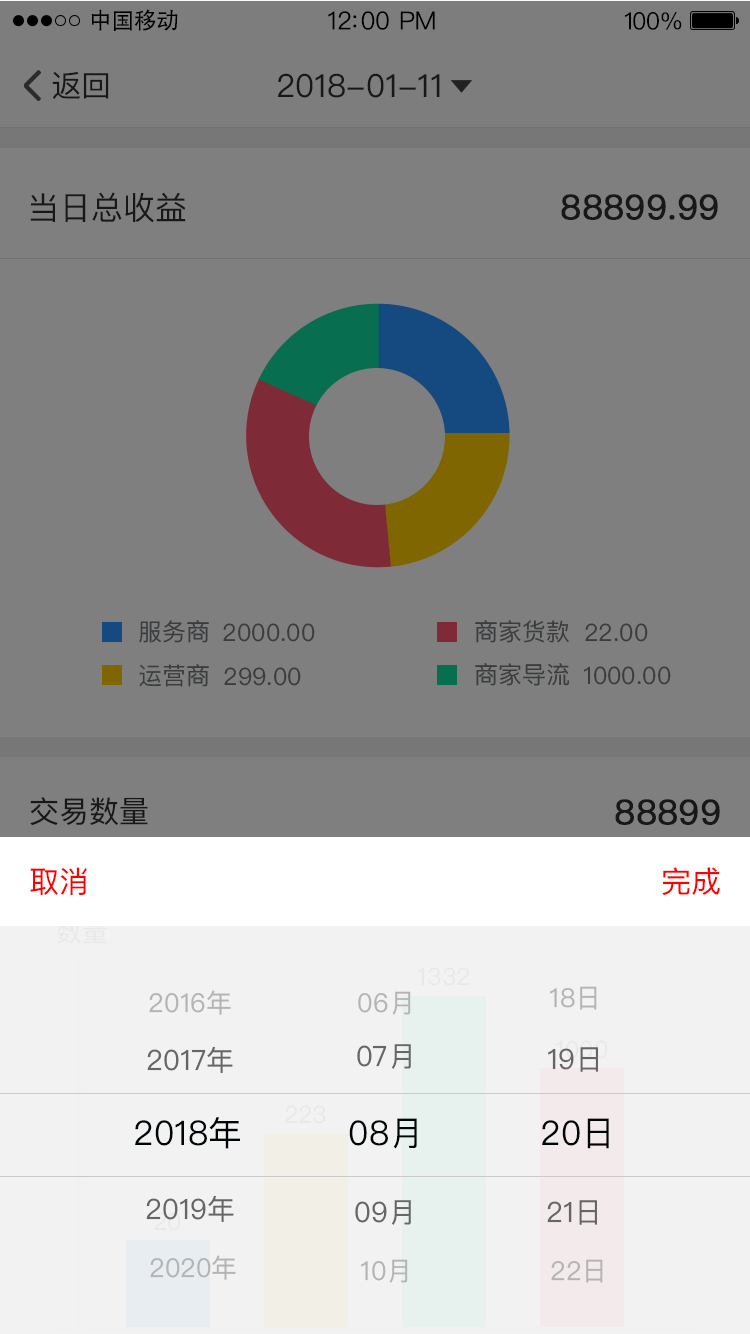 中国移动 12:00 PM 100%
返回 2018-01-11
当日总收益 88899.99
服务商 2000.00 商家货款 22.00
运营商 299.00 商家导流 1000.00
交易数量 88899
取消 完成
数量
1332
2016年 06月 18日
2017年 07月 19日
223
2018年 08月 20日
2019年 09月 21日
20
2020年 10月 22日